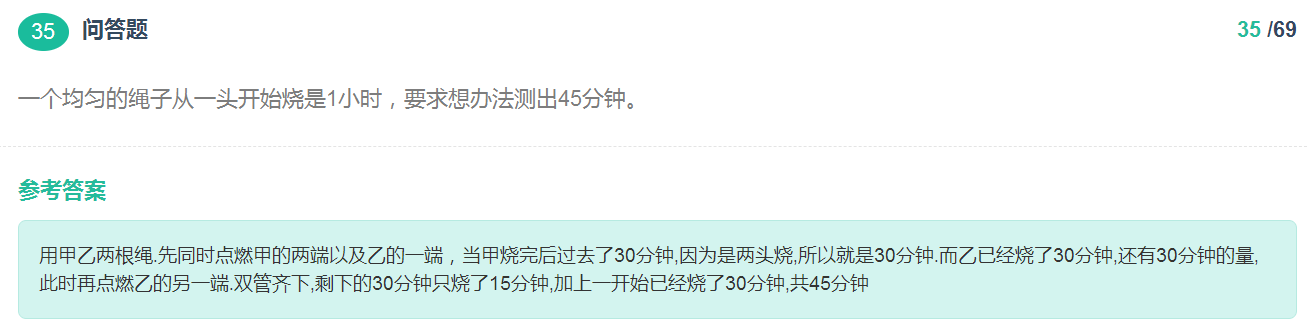 35 问答题 35 /69
一个均匀的绳子从一头开始烧是1小时，要求想办法测出45分钟。
参考答案
用甲乙两根绳.先同时点燃甲的两端以及乙的一端，当甲烧完后过去了30分钟,因为是两头烧,所以就是30分钟.而乙已经烧了30分钟,还有30分钟的量,
此时再点燃乙的另一端.双管齐下,剩下的30分钟只烧了15分钟,加上一开始已经烧了30分钟,共45分钟